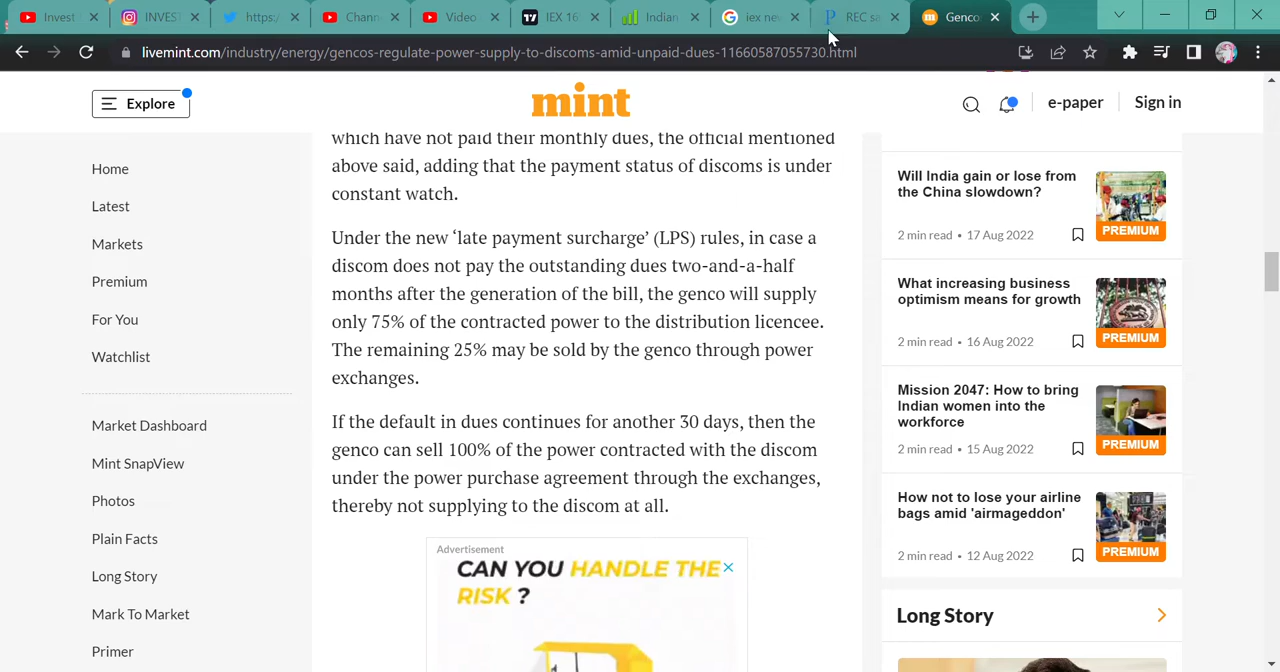 Invest
INVEST
https:/
Chann
Video
IEX 16
Indian
iex ne
REC sa
Genco
livemint.com/industry/energy/gencos-regulate-power-supply-to-discoms-amid-unpaid-dues-11660587055730.html
Explore
mint
e-paper
Sign in
Home
Latest
Markets
Premium
For You
Watchlist
Market Dashboard
Mint SnapView
Photos
Plain Facts
Long Story
Mark To Market
Primer
which have not paid their monthly dues, the official mentioned
above said, adding that the payment status of discoms is under
constant watch.
Under the new ‘late payment surcharge’ (LPS) rules, in case a
discom does not pay the outstanding dues two-and-a-half
months after the generation of the bill, the genco will supply
only 75% of the contracted power to the distribution licencee.
The remaining 25% may be sold by the genco through power
exchanges.
If the default in dues continues for another 30 days, then the
genco can sell 100% of the power contracted with the discom
under the power purchase agreement through the exchanges,
thereby not supplying to the discom at all.
Advertisement
CAN YOU HANDLE THE
RISK ?
Will India gain or lose from
the China slowdown?
2 min read • 17 Aug 2022
PREMIUM
What increasing business
optimism means for growth
2 min read • 16 Aug 2022
PREMIUM
Mission 2047: How to bring
Indian women into the
workforce
2 min read • 15 Aug 2022
PREMIUM
How not to lose your airline
bags amid 'airmageddon'
2 min read • 12 Aug 2022
PREMIUM
Long Story